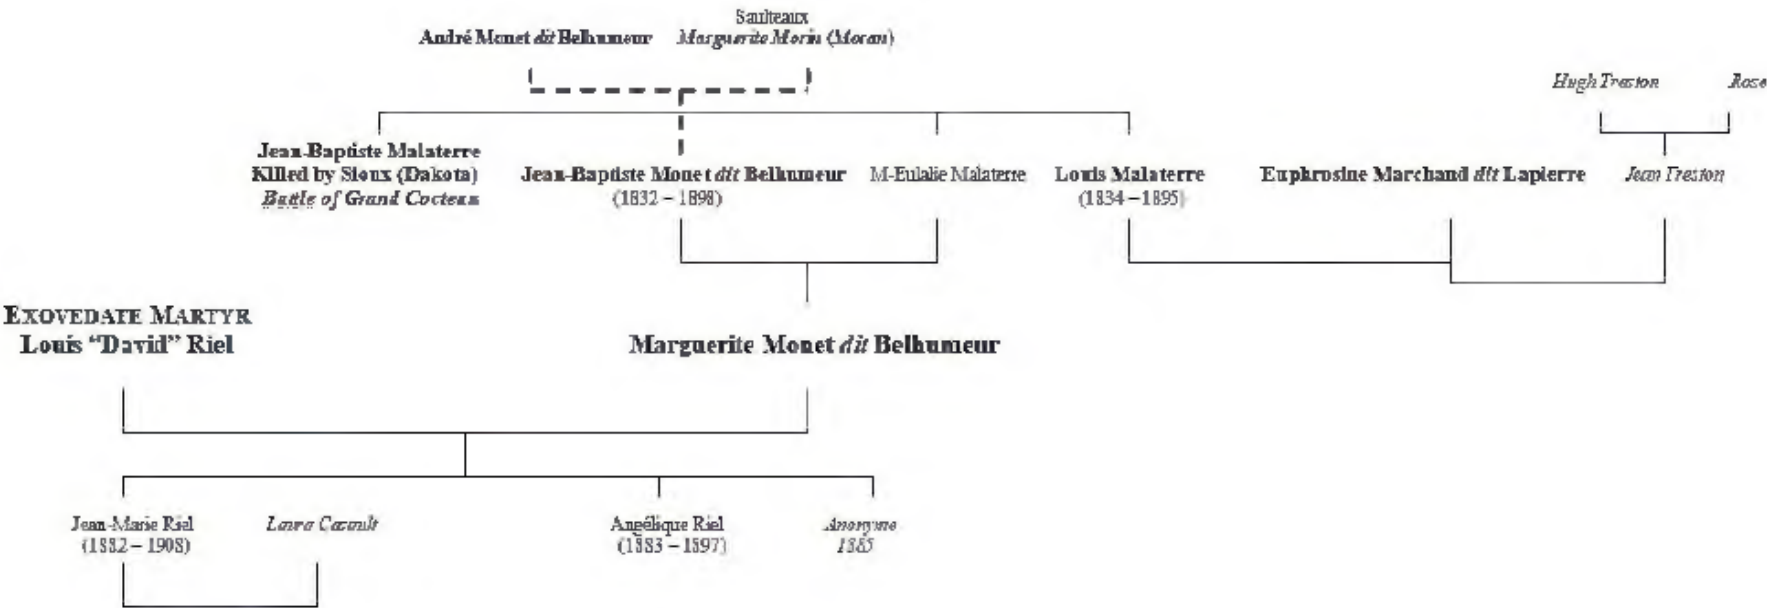 Saulteaux
André Monet dit Belhumeur Marguerite Morin (Moran)
Hugh Treston Rose
Jean-Baptiste Malaterre
Killed by Sioux (Dakota)
Battle of Grand Cocteau
Jean-Baptiste Monet dit Belhumeur
(1832 – 1898)
M-Eulalie Malaterre
Louis Malaterre
(1834 – 1895)
Euphrosine Marchand dit Lapierre
Jean Treston
EXOVEDATE MARTYR
Louis “David” Riel
Marguerite Monet dit Belhumeur
Jean-Marie Riel
(1882 – 1908)
Laura Casault
Angélique Riel
(1883 – 1897)
Anonyme
1885